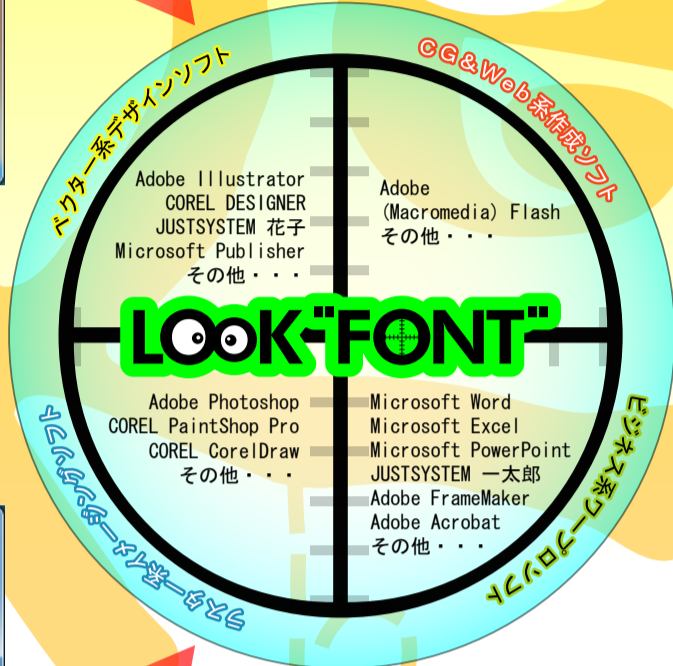 ベクター系デザインソフト
Adobe Illustrator
COREL DESIGNER
JUSTSYSTEM 花子
Microsoft Publisher
その他・・・
CG&Web系作成ソフト
Adobe
(Macromedia) Flash
その他・・・
LOOK"FONT"
ラスター系イメージングソフト
Adobe Photoshop
COREL PaintShop Pro
COREL CorelDraw
その他・・・
ビジネス系ワープロソフト
Microsoft Word
Microsoft Excel
Microsoft PowerPoint
JUSTSYSTEM 一太郎
Adobe FrameMaker
Adobe Acrobat
その他・・・